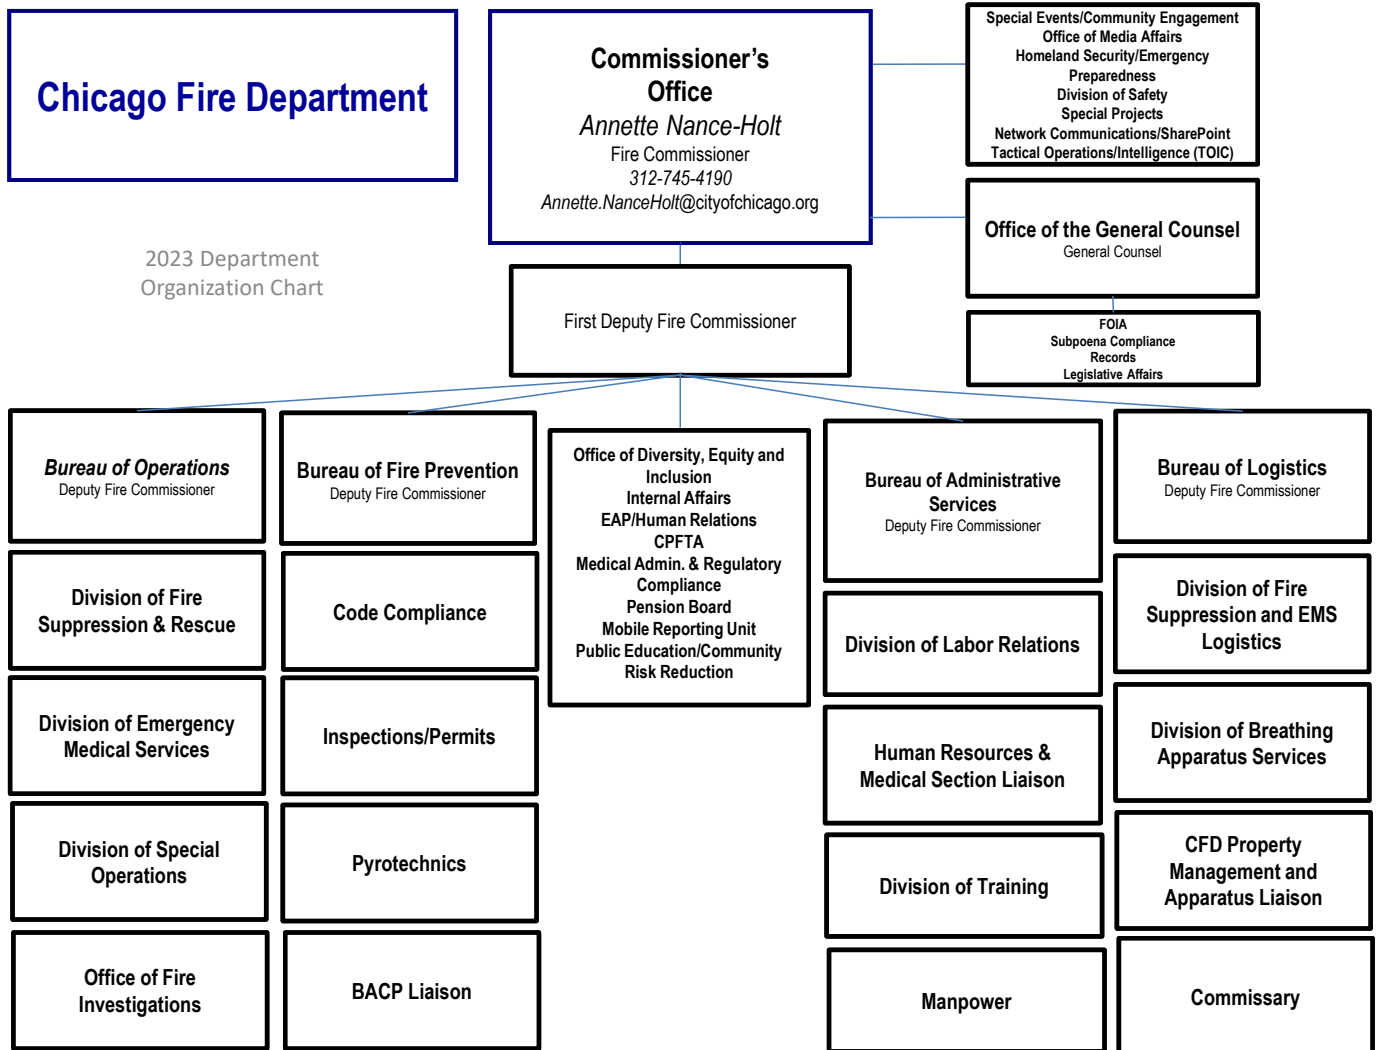 Chicago Fire Department
2023 Department
Organization Chart
Commissioner’s
Office
Annette Nance-Holt
Fire Commissioner
312-745-4190
Annette.NanceHolt@cityofchicago.org
Special Events/Community Engagement
Office of Media Affairs
Homeland Security/Emergency
Preparedness
Division of Safety
Special Projects
Network Communications/SharePoint
Tactical Operations/Intelligence (TOIC)
Office of the General Counsel
General Counsel
FOIA
Subpoena Compliance
Records
Legislative Affairs
First Deputy Fire Commissioner
Bureau of Operations
Deputy Fire Commissioner
Division of Fire
Suppression & Rescue
Division of Emergency
Medical Services
Division of Special
Operations
Office of Fire
Investigations
Bureau of Fire Prevention
Deputy Fire Commissioner
Code Compliance
Inspections/Permits
Pyrotechnics
BACP Liaison
Office of Diversity, Equity and
Inclusion
Internal Affairs
EAP/Human Relations
CPFTA
Medical Admin. & Regulatory
Compliance
Pension Board
Mobile Reporting Unit
Public Education/Community
Risk Reduction
Bureau of Administrative
Services
Deputy Fire Commissioner
Division of Labor Relations
Human Resources &
Medical Section Liaison
Division of Training
Manpower
Bureau of Logistics
Deputy Fire Commissioner
Division of Fire
Suppression and EMS
Logistics
Division of Breathing
Apparatus Services
CFD Property
Management and
Apparatus Liaison
Commissary